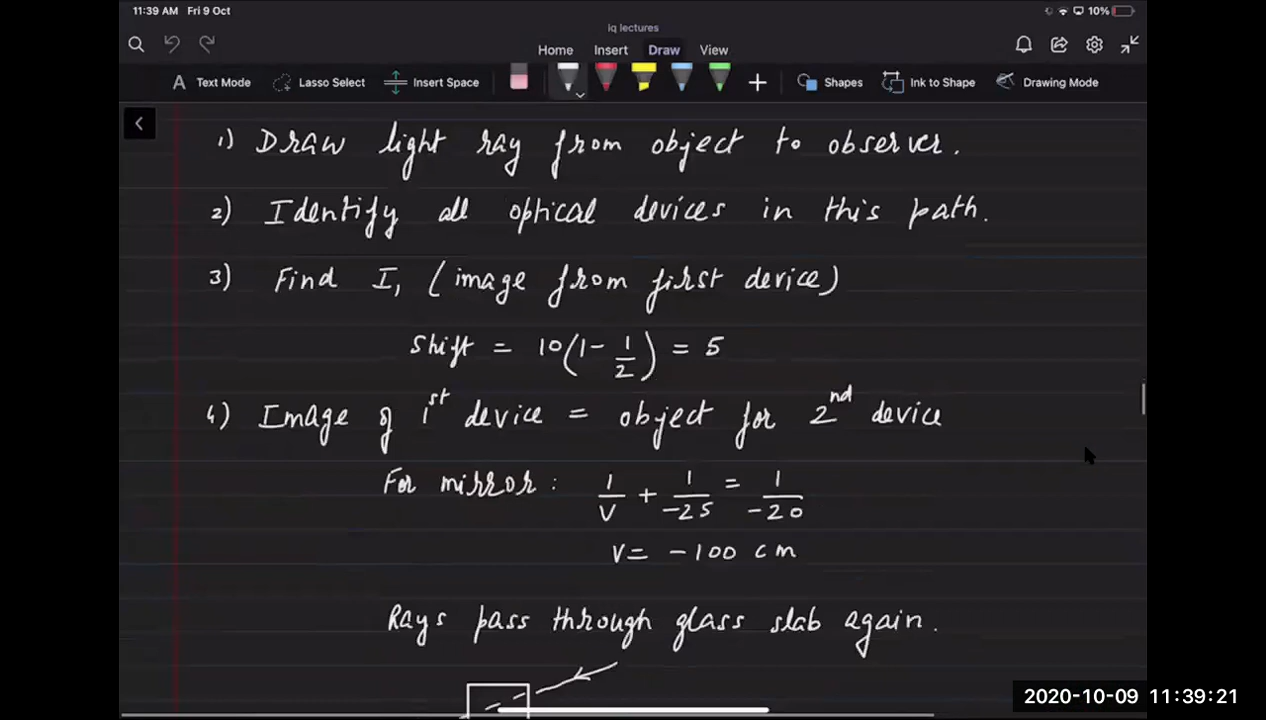 11:39 AM Fri 9 Oct
10%
iq lectures
Home Insert Draw View
Text Mode Lasso Select Insert Space Shapes Ink to Shape Drawing Mode
1) Draw light ray from object to observer.
2) Identify all optical devices in this path.
3) Find I₁ (image from first device)
Shift = 10(1 - 1/2) = 5
4) Image of 1st device = object for 2nd device
For mirror: 1/V + 1/-25 = 1/-20
V = -100 cm
Rays pass through glass slab again.
2020-10-09 11:39:21